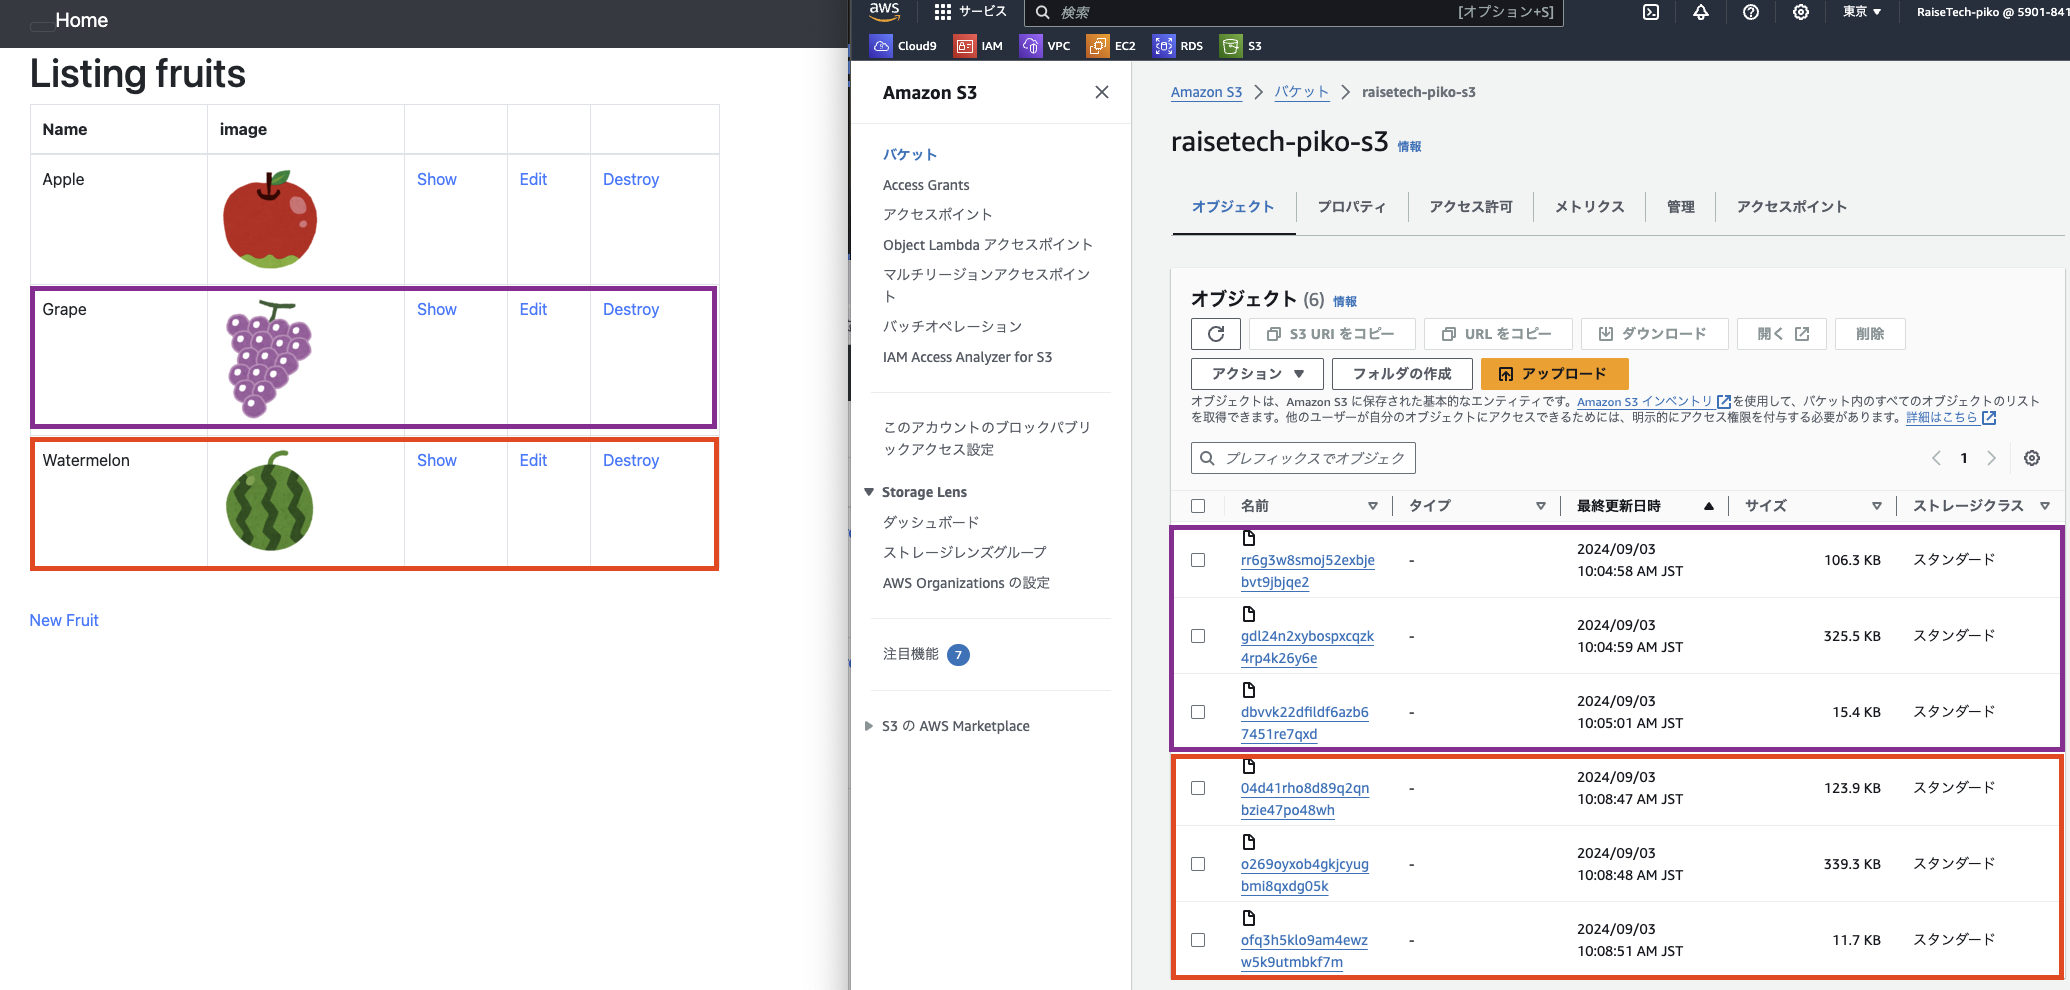 Home
Listing fruits
Name image
Apple Show Edit Destroy
Grape Show Edit Destroy
Watermelon Show Edit Destroy
New Fruit
aws サービス 検索 [オプション+S] 東京 ▼ RaiseTech-piko @ 5901-841
Cloud9 IAM VPC EC2 RDS S3
Amazon S3
バケット
Access Grants
アクセスポイント
Object Lambda アクセスポイント
マルチリージョンアクセスポイン
ト
バッチオペレーション
IAM Access Analyzer for S3
このアカウントのブロックパブリ
ックアクセス設定
▼ Storage Lens
ダッシュボード
ストレージレンズグループ
AWS Organizations の設定
注目機能 7
S3 の AWS Marketplace
Amazon S3 > バケット > raisetech-piko-s3
raisetech-piko-s3 情報
オブジェクト プロパティ アクセス許可 メトリクス 管理 アクセスポイント
オブジェクト (6) 情報
S3 URI をコピー URL をコピー ダウンロード 開く 削除
アクション ▼ フォルダの作成 アップロード
オブジェクトは、Amazon S3 に保存された基本的なエンティティです。Amazon S3 インベントリ を使用して、バケット内のすべてのオブジェクトのリスト
を取得できます。他のユーザーが自分のオブジェクトにアクセスできるためには、明示的にアクセス権限を付与する必要があります。詳細はこちら
プレフィックスでオブジェク 1
名前 タイプ 最終更新日時 サイズ ストレージクラス
rr6g3w8smoj52exbje
bvt9jbjqe2
-
2024/09/03
10:04:58 AM JST
106.3 KB スタンダード
gdl24n2xybospxcqzk
4rp4k26y6e
-
2024/09/03
10:04:59 AM JST
325.5 KB スタンダード
dbvvk22dfildf6azb6
7451re7qxd
-
2024/09/03
10:05:01 AM JST
15.4 KB スタンダード
04d41rho8d89q2qn
bzie47po48wh
-
2024/09/03
10:08:47 AM JST
123.9 KB スタンダード
o269oyxob4gkjcyug
bmi8qxdg05k
-
2024/09/03
10:08:48 AM JST
339.3 KB スタンダード
ofq3h5klo9am4ewz
w5k9utmbkf7m
-
2024/09/03
10:08:51 AM JST
11.7 KB スタンダード